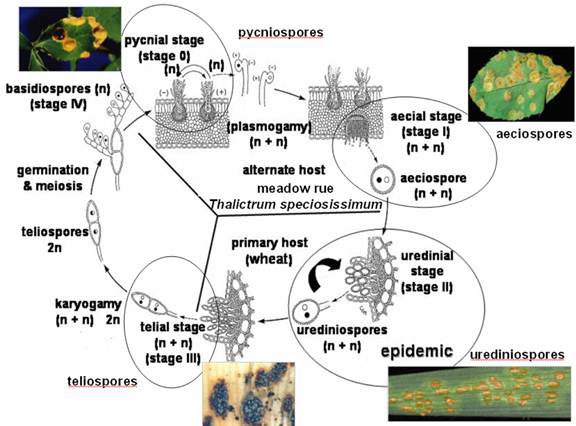 pycnial stage
(stage 0)
(n)
(n)
pycniospores
(+)
(-)
(+)
(-)
(-)
(+)
basidiospores (n)
(stage IV)
(plasmogamy)
(n + n)
aecial stage
(stage I)
(n + n)
aeciospores
aeciospore
(n + n)
germination
& meiosis
alternate host
meadow rue
Thalictrum speciosissimum
teliospores
2n
primary host
(wheat)
uredinial
stage
(stage II)
karyogamy
(n + n) 2n
telial stage
(n + n)
(stage III)
urediniospores
(n + n)
epidemic
urediniospores
teliospores